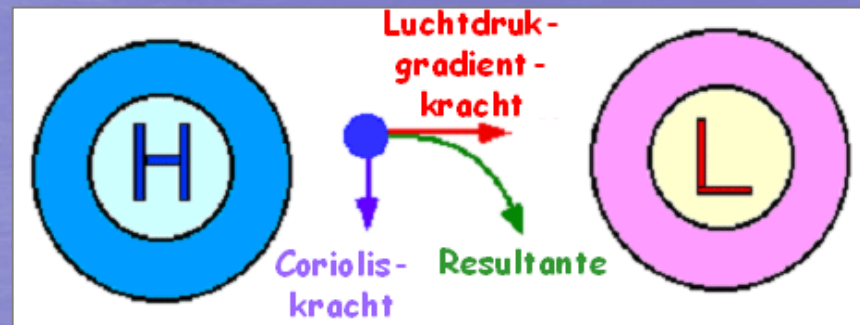 Luchtdruk-
gradient-
kracht
H
L
Coriolis-
kracht
Resultante